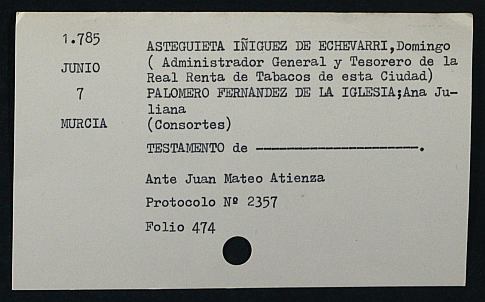 1.785
JUNIO
7
MURCIA
ASTEGUIETA IÑIGUEZ DE ECHEVARRI,Domingo
( Administrador General y Tesorero de la
Real Renta de Tabacos de esta Ciudad)
PALOMERO FERNANDEZ DE LA IGLESIA;Ana Ju-
liana
(Consortes)
TESTAMENTO de ---------------------.
Ante Juan Mateo Atienza
Protocolo Nº 2357
Folio 474